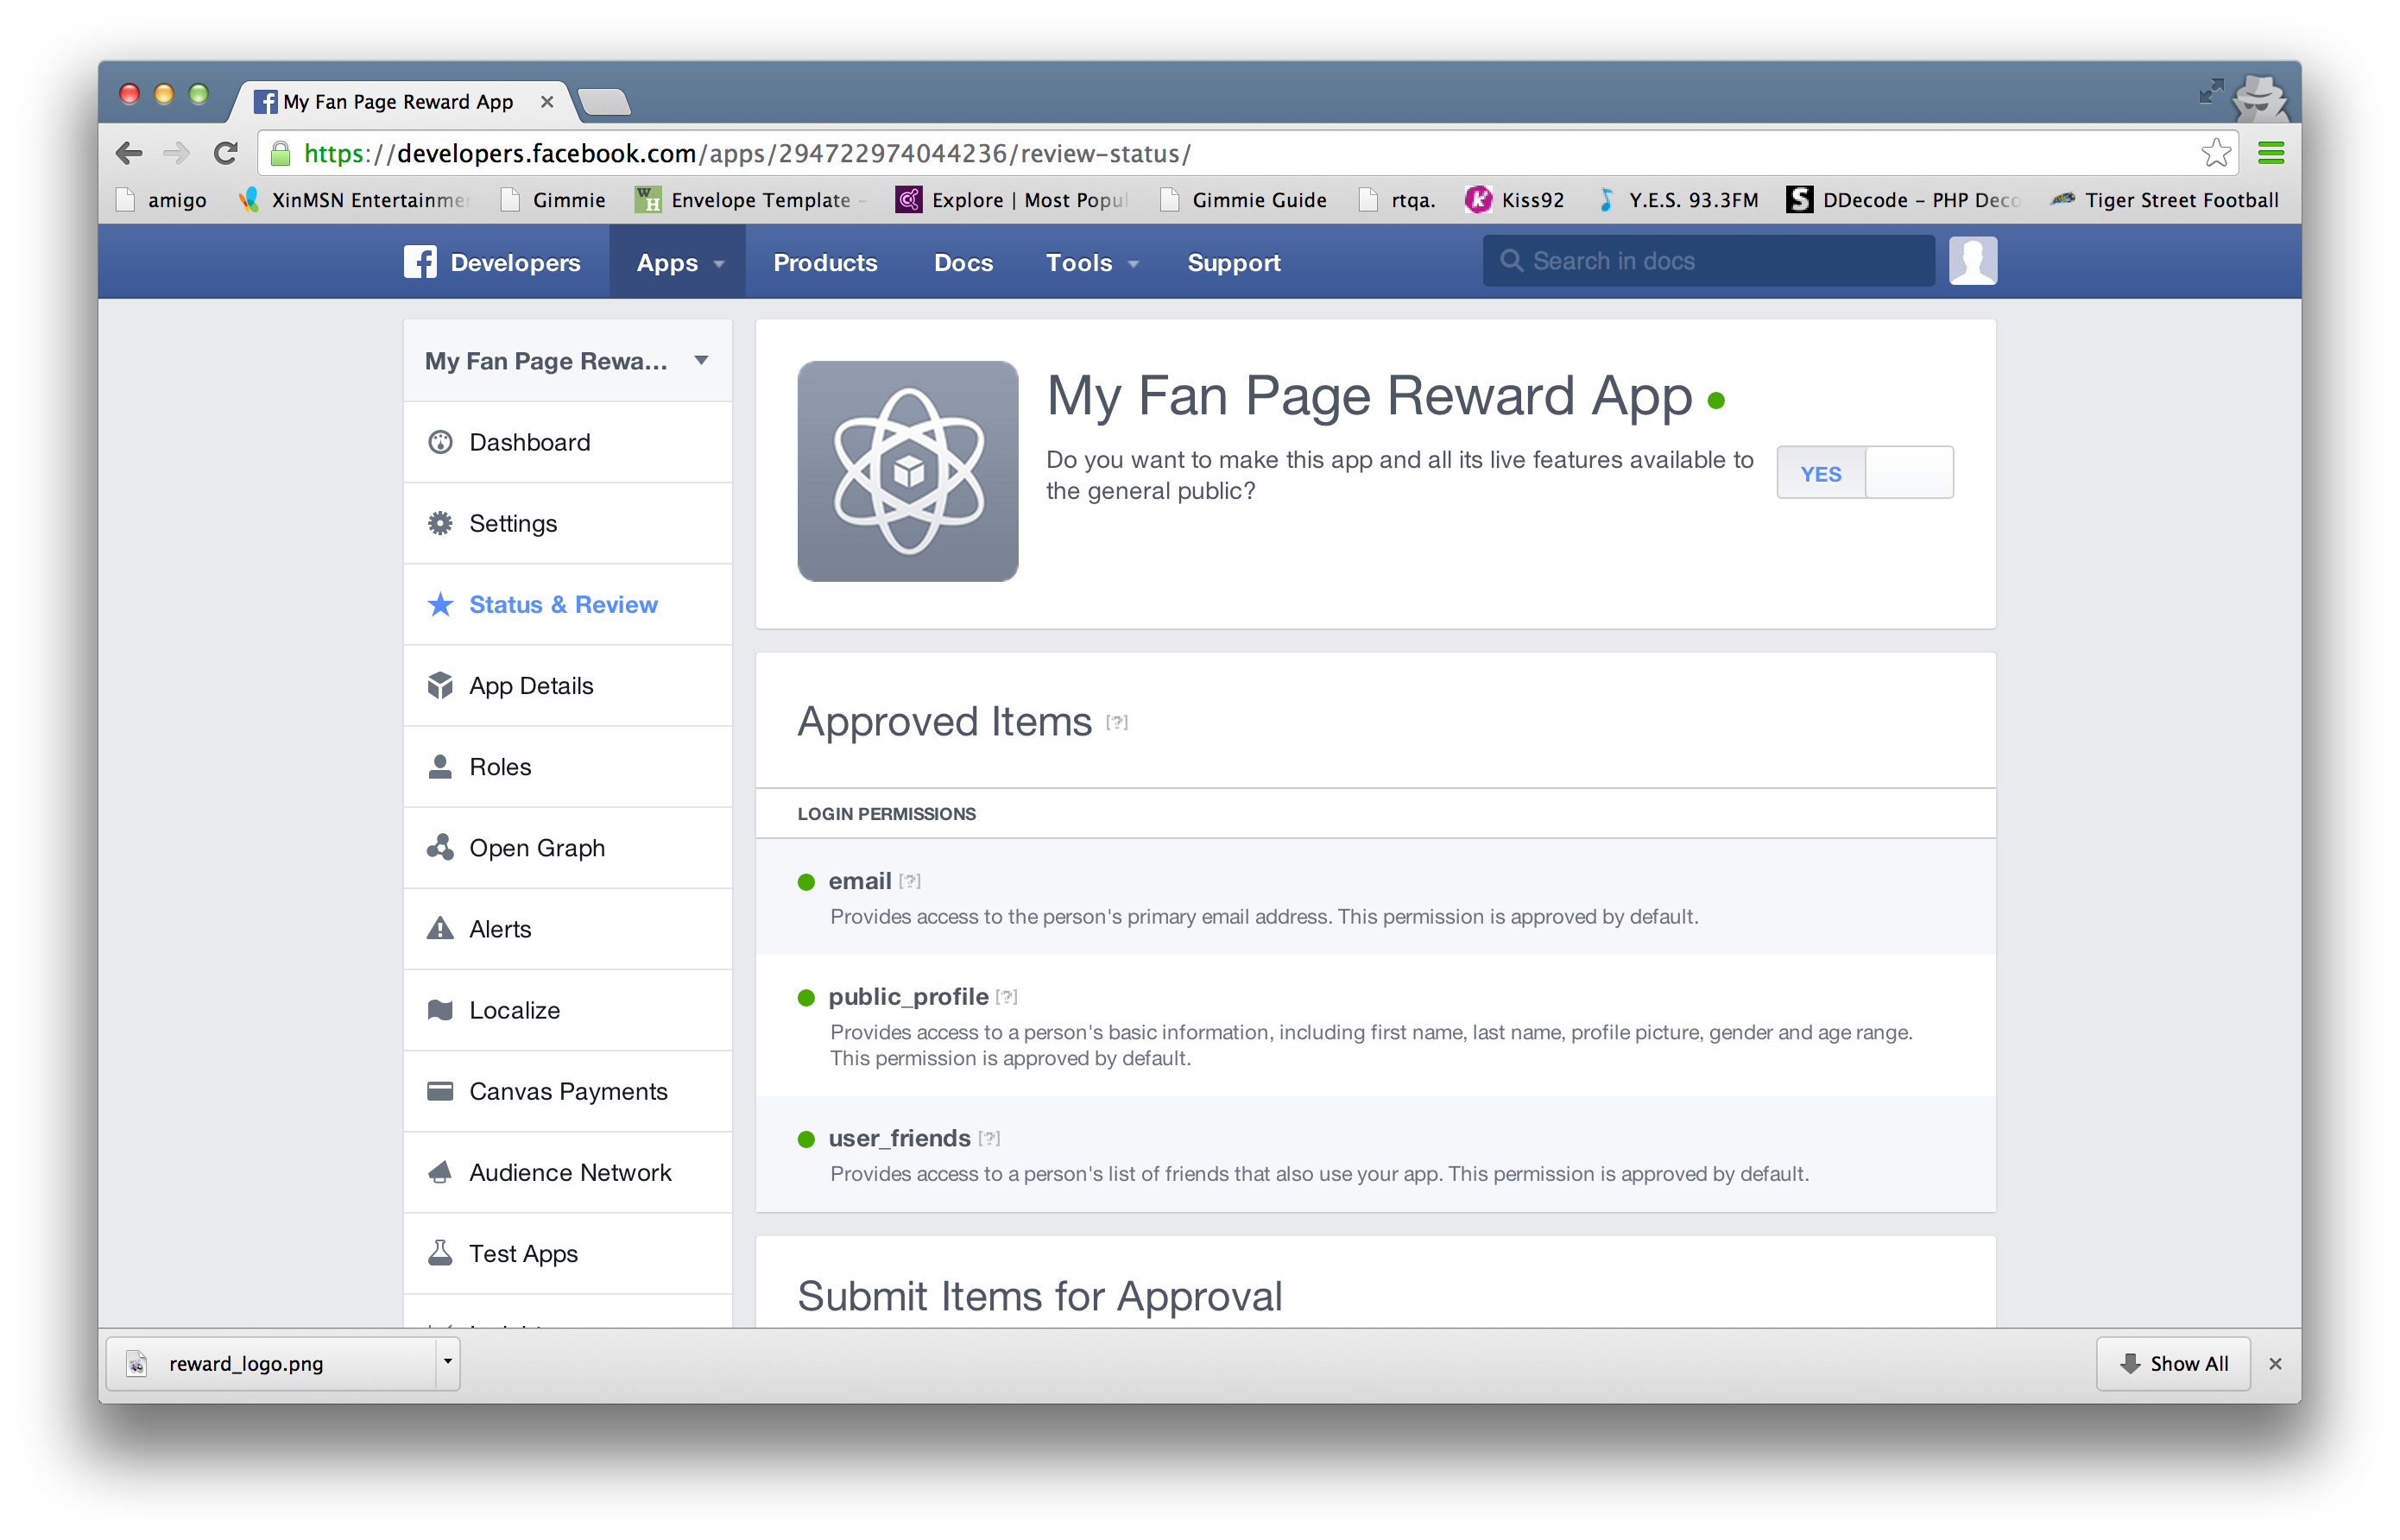 My Fan Page Reward App
https://developers.facebook.com/apps/294722974044236/review-status/
amigo XinMSN Entertainme Gimmie Envelope Template - Explore | Most Popul Gimmie Guide rtqa. Kiss92 Y.E.S. 93.3FM DDecode - PHP Deco Tiger Street Football
Developers Apps Products Docs Tools Support Search in docs
My Fan Page Rewa...
Dashboard
Settings
Status & Review
App Details
Roles
Open Graph
Alerts
Localize
Canvas Payments
Audience Network
Test Apps
My Fan Page Reward App
Do you want to make this app and all its live features available to
the general public?
YES
Approved Items [?]
LOGIN PERMISSIONS
email [?]
Provides access to the person's primary email address. This permission is approved by default.
public_profile [?]
Provides access to a person's basic information, including first name, last name, profile picture, gender and age range.
This permission is approved by default.
user_friends [?]
Provides access to a person's list of friends that also use your app. This permission is approved by default.
Submit Items for Approval
reward_logo.png
Show All